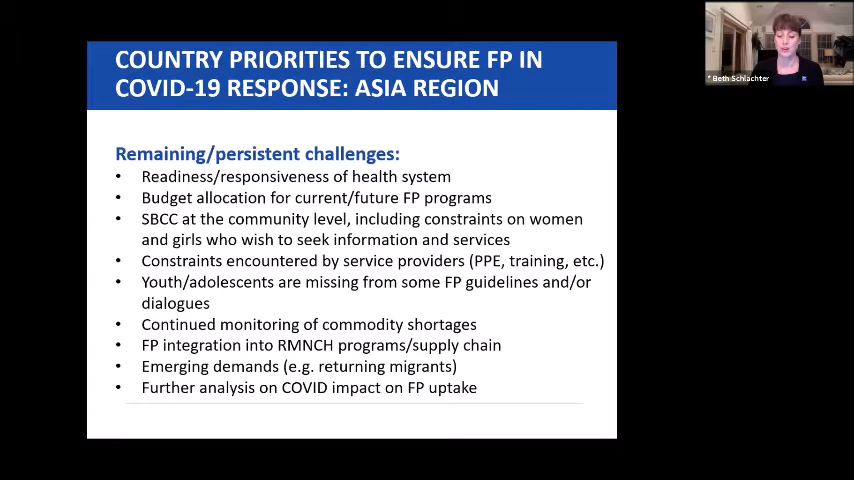 COUNTRY PRIORITIES TO ENSURE FP IN
COVID-19 RESPONSE: ASIA REGION
Remaining/persistent challenges:
• Readiness/responsiveness of health system
• Budget allocation for current/future FP programs
• SBCC at the community level, including constraints on women
and girls who wish to seek information and services
• Constraints encountered by service providers (PPE, training, etc.)
• Youth/adolescents are missing from some FP guidelines and/or
dialogues
• Continued monitoring of commodity shortages
• FP integration into RMNCH programs/supply chain
• Emerging demands (e.g. returning migrants)
• Further analysis on COVID impact on FP uptake
* Beth Schlachter